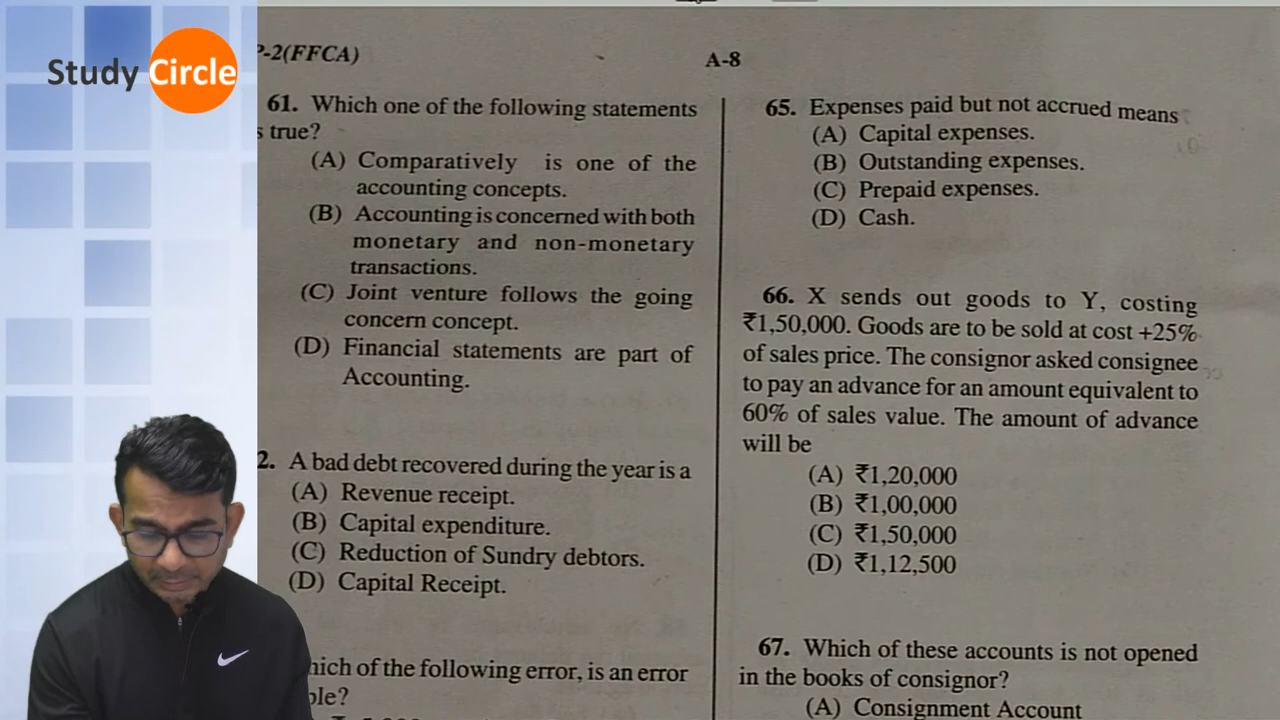 Study Circle
P-2(FFCA)
A-8
61. Which one of the following statements
s true?
(A) Comparatively is one of the
accounting concepts.
(B) Accounting is concerned with both
monetary and non-monetary
transactions.
(C) Joint venture follows the going
concern concept.
(D) Financial statements are part of
Accounting.
2. A bad debt recovered during the year is a
(A) Revenue receipt.
(B) Capital expenditure.
(C) Reduction of Sundry debtors.
(D) Capital Receipt.
hich of the following error, is an error
ple?
65. Expenses paid but not accrued means
(A) Capital expenses.
(B) Outstanding expenses.
(C) Prepaid expenses.
(D) Cash.
66. X sends out goods to Y, costing
₹1,50,000. Goods are to be sold at cost +25%
of sales price. The consignor asked consignee
to pay an advance for an amount equivalent to
60% of sales value. The amount of advance
will be
(A) ₹1,20,000
(B) ₹1,00,000
(C) ₹1,50,000
(D) ₹1,12,500
67. Which of these accounts is not opened
in the books of consignor?
(A) Consignment Account